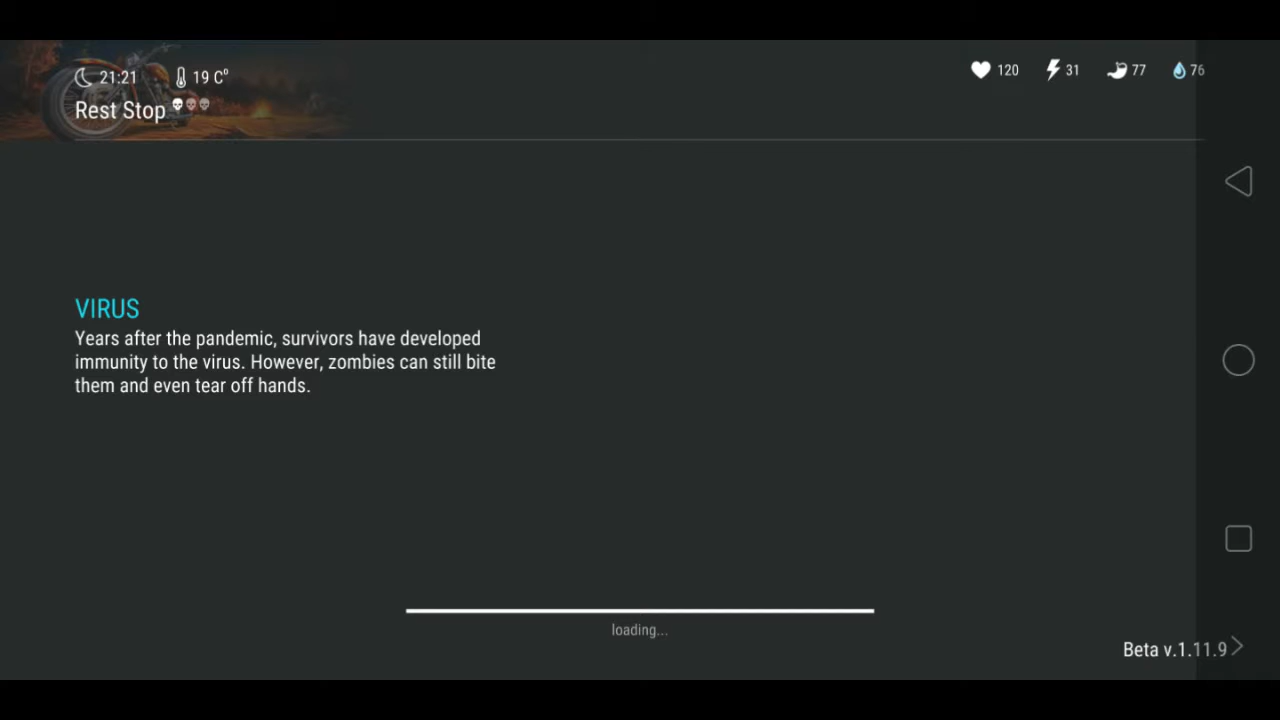 21:21 19 C⁰
120 31 77 76
Rest Stop
VIRUS
Years after the pandemic, survivors have developed
immunity to the virus. However, zombies can still bite
them and even tear off hands.
loading...
Beta v.1.11.9